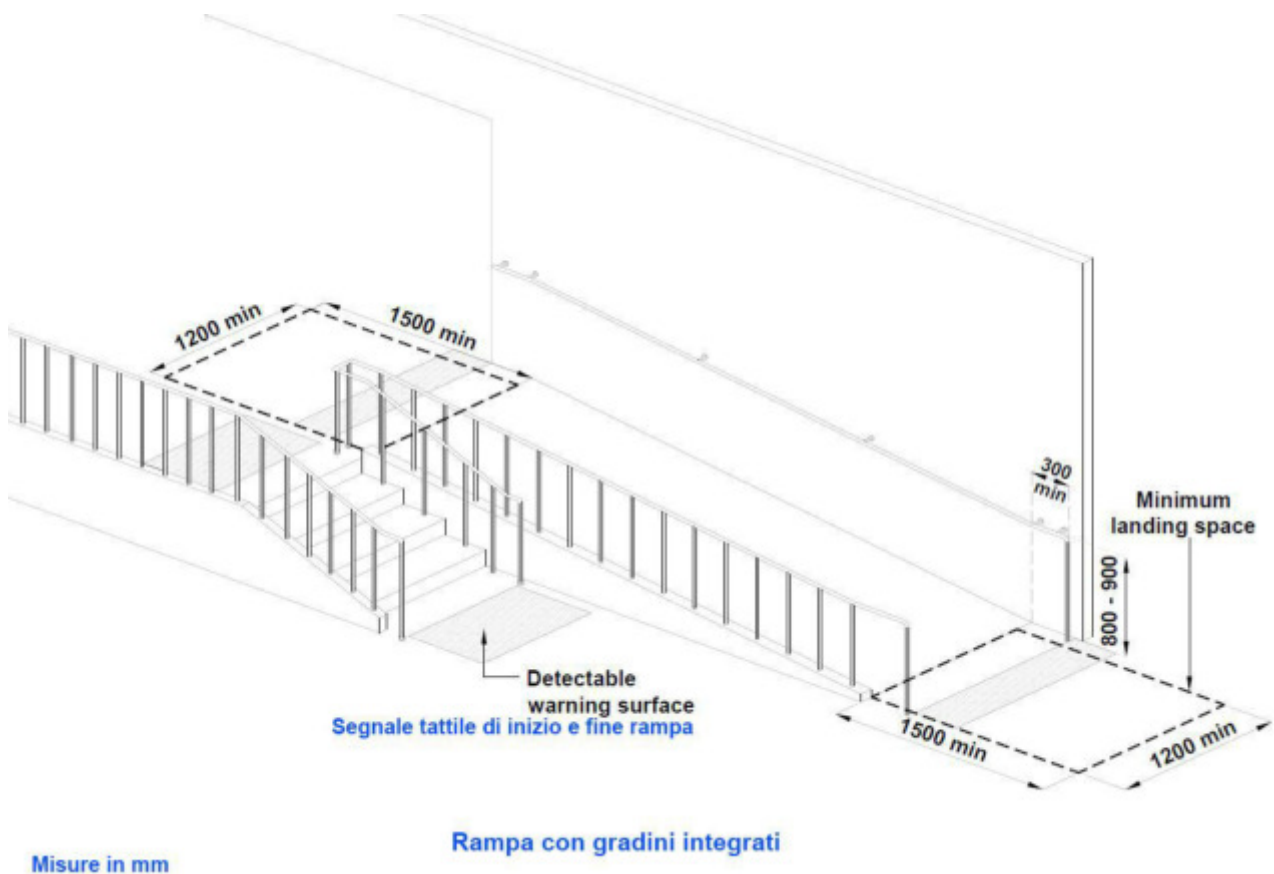 1200 min
1500 min
300
min
Minimum
landing space
800 - 900
Detectable
warning surface
Segnale tattile di inizio e fine rampa
1500 min
1200 min
Rampa con gradini integrati
Misure in mm